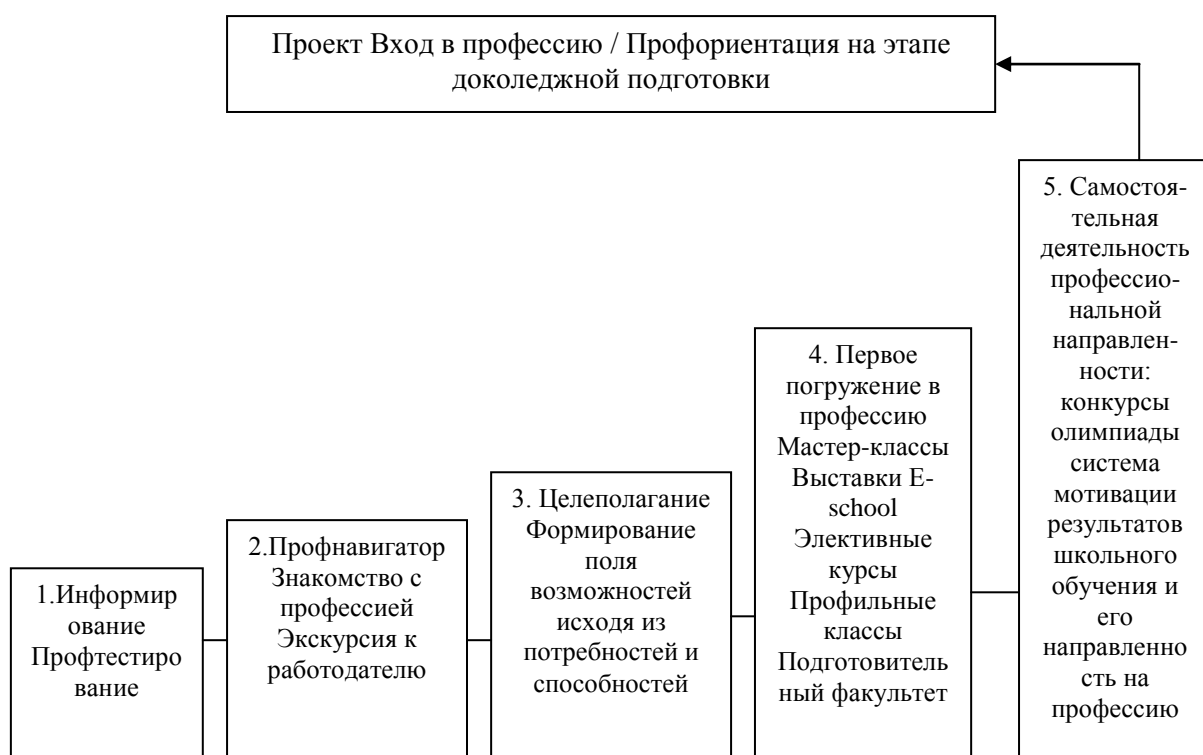 Проект Вход в профессию / Профориентация на этапе
доколеджной подготовки
1.Информир
ование
Профтестиро
вание
2.Профнавигатор
Знакомство с
профессией
Экскурсия к
работодателю
3. Целеполагание
Формирование
поля
возможностей
исходя из
потребностей и
способностей
4. Первое
погружение в
профессию
Мастер-классы
Выставки E-
school
Элективные
курсы
Профильные
классы
Подготовитель
ный факультет
5. Самостоя-
тельная
деятельность
профессио-
нальной
направлен-
ности:
конкурсы
олимпиады
система
мотивации
результатов
школьного
обучения и
его
направленно
сть на
профессию